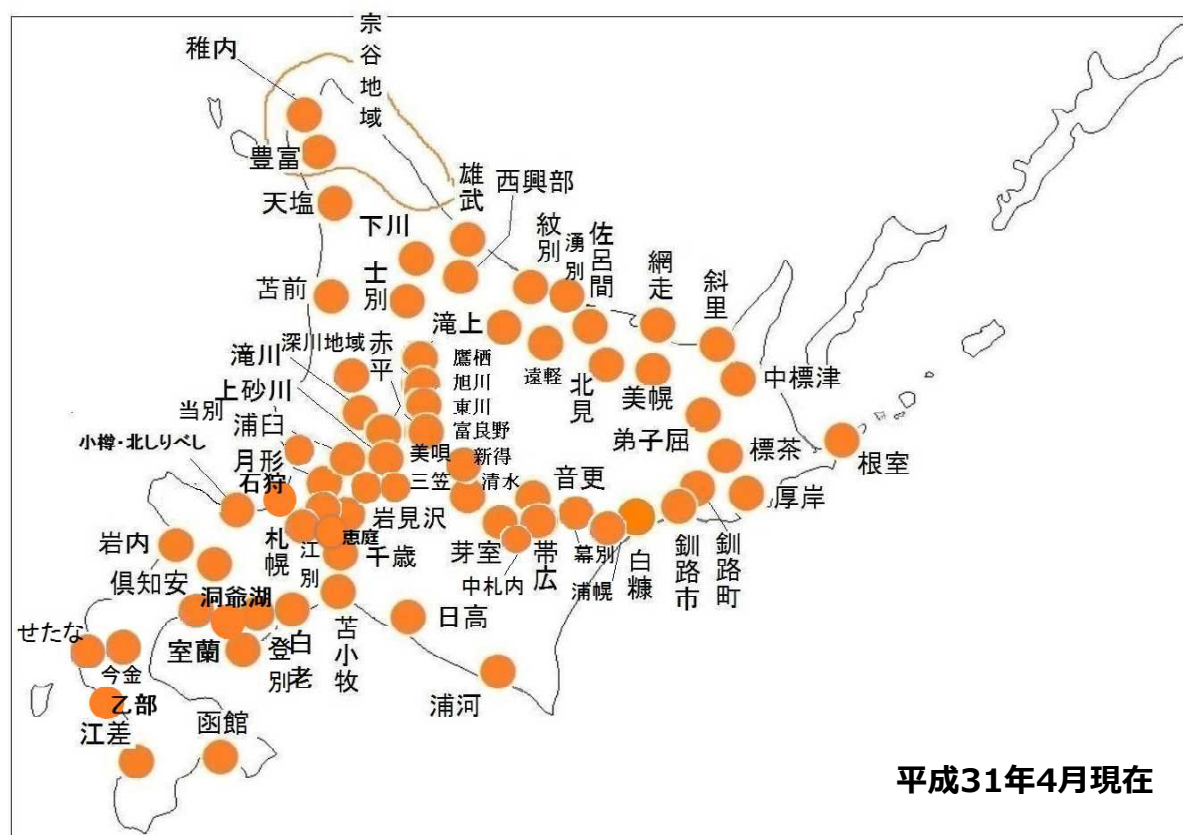 宗谷地域
稚内
豊富
天塩
雄武
西興部
下川
紋別
湧別
佐呂間
士別
網走
斜里
苫前
滝上
深川地域
赤平
滝川
鷹栖
遠軽
北見
美幌
中標津
上砂川
旭川
当別
東川
弟子屈
浦臼
富良野
小樽・北しりべし
美唄
新得
標茶
根室
月形
三笠
清水
音更
厚岸
石狩
岩見沢
札幌
江別
恵庭
千歳
芽室
中札内
帯広
幕別
浦幌
白糠
釧路市
釧路町
岩内
倶知安
洞爺湖
日高
せたな
今金
室蘭
登別
白老
苫小牧
浦河
乙部
江差
函館
平成31年4月現在